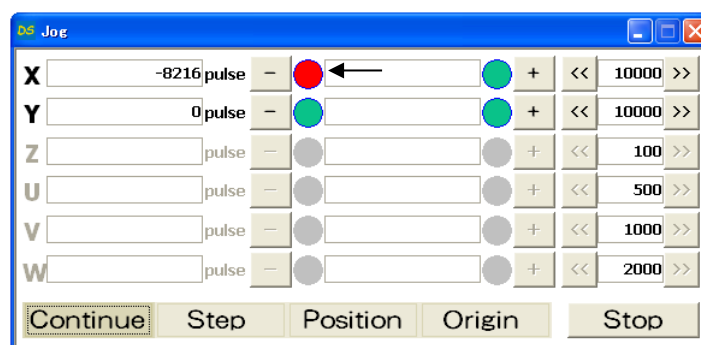 DS Jog
X -8216 pulse − + << 10000 >>
Y 0 pulse − + << 10000 >>
Z pulse − + << 100 >>
U pulse − + << 500 >>
V pulse − + << 1000 >>
W pulse − + << 2000 >>
Continue Step Position Origin Stop